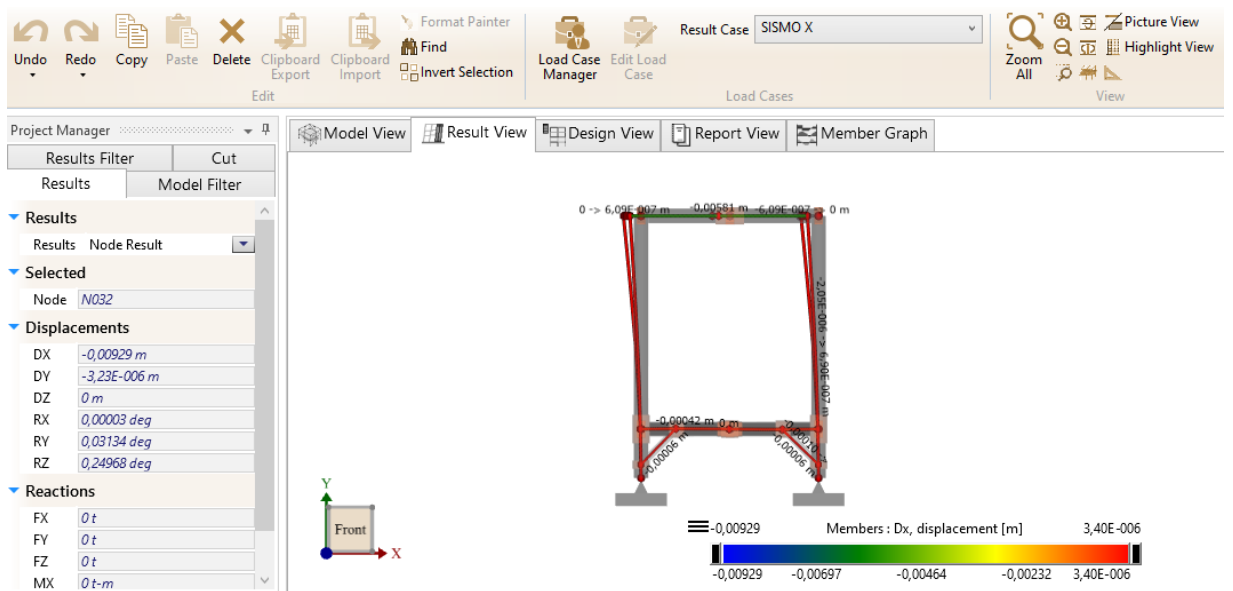 Undo
Redo
Copy
Paste
Delete
Clipboard Export
Clipboard Import
Format Painter
Find
Invert Selection
Edit
Load Case Manager
Edit Load Case
Result Case SISMO X
Load Cases
Zoom All
Picture View
Highlight View
View
Project Manager
Results Filter
Cut
Results
Model Filter
Results
Results Node Result
Selected
Node N032
Displacements
DX -0,00929 m
DY -3,23E-006 m
DZ 0 m
RX 0,00003 deg
RY 0,03134 deg
RZ 0,24968 deg
Reactions
FX 0 t
FY 0 t
FZ 0 t
MX 0 t-m
Model View
Result View
Design View
Report View
Member Graph
0 -> 6,09E-007 m
-0,00581 m
-6,09E-007 -> 0 m
-2,05E-006 -> 6,90E-007 m
-0,00042 m
0 m
-0,00006 m
-0,00006 m
Y
Front
X
-0,00929
Members : Dx, displacement [m]
3,40E-006
-0,00929
-0,00697
-0,00464
-0,00232
3,40E-006